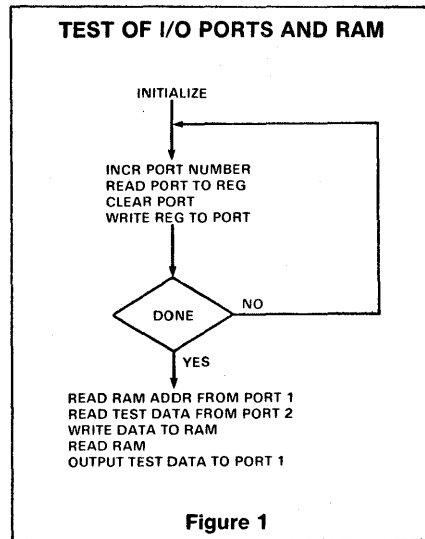 TEST OF I/O PORTS AND RAM
INITIALIZE
INCR PORT NUMBER
READ PORT TO REG
CLEAR PORT
WRITE REG TO PORT
DONE
NO
YES
READ RAM ADDR FROM PORT 1
READ TEST DATA FROM PORT 2
WRITE DATA TO RAM
READ RAM
OUTPUT TEST DATA TO PORT 1
Figure 1